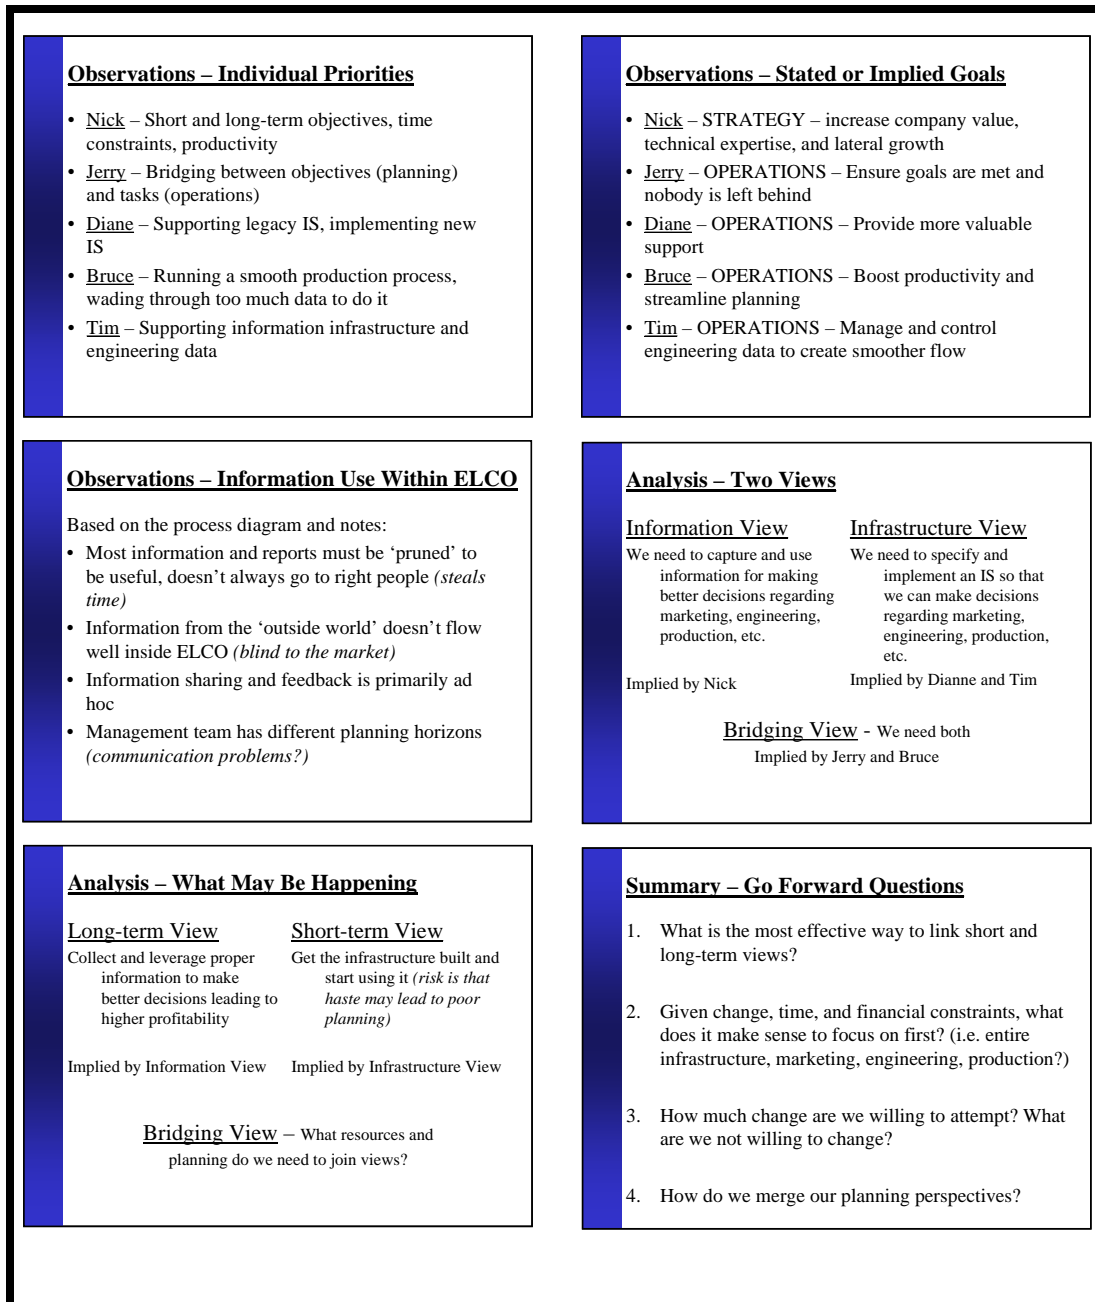 Observations – Individual Priorities
• Nick – Short and long-term objectives, time
constraints, productivity
• Jerry – Bridging between objectives (planning)
and tasks (operations)
• Diane – Supporting legacy IS, implementing new
IS
• Bruce – Running a smooth production process,
wading through too much data to do it
• Tim – Supporting information infrastructure and
engineering data
Observations – Stated or Implied Goals
• Nick – STRATEGY – increase company value,
technical expertise, and lateral growth
• Jerry – OPERATIONS – Ensure goals are met and
nobody is left behind
• Diane – OPERATIONS – Provide more valuable
support
• Bruce – OPERATIONS – Boost productivity and
streamline planning
• Tim – OPERATIONS – Manage and control
engineering data to create smoother flow
Observations – Information Use Within ELCO
Based on the process diagram and notes:
• Most information and reports must be ‘pruned’ to
be useful, doesn’t always go to right people (steals
time)
• Information from the ‘outside world’ doesn’t flow
well inside ELCO (blind to the market)
• Information sharing and feedback is primarily ad
hoc
• Management team has different planning horizons
(communication problems?)
Analysis – Two Views
Information View
We need to capture and use
information for making
better decisions regarding
marketing, engineering,
production, etc.
Implied by Nick
Infrastructure View
We need to specify and
implement an IS so that
we can make decisions
regarding marketing,
engineering, production,
etc.
Implied by Dianne and Tim
Bridging View - We need both
Implied by Jerry and Bruce
Analysis – What May Be Happening
Long-term View
Collect and leverage proper
information to make
better decisions leading to
higher profitability
Implied by Information View
Short-term View
Get the infrastructure built and
start using it (risk is that
haste may lead to poor
planning)
Implied by Infrastructure View
Bridging View – What resources and
planning do we need to join views?
Summary – Go Forward Questions
1. What is the most effective way to link short and
long-term views?
2. Given change, time, and financial constraints, what
does it make sense to focus on first? (i.e. entire
infrastructure, marketing, engineering, production?)
3. How much change are we willing to attempt? What
are we not willing to change?
4. How do we merge our planning perspectives?